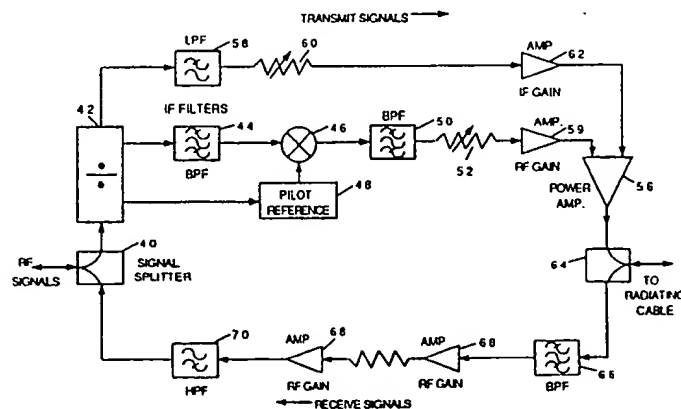 TRANSMIT SIGNALS
LPF
58
60
AMP
62
IF GAIN
42
IF FILTERS
44
BPF
46
BPF
50
52
AMP.
59
RF GAIN
PILOT
REFERENCE
48
POWER
AMP.
56
RF
SIGNALS
40
SIGNAL
SPLITTER
64
TO
RADIATING
CABLE
70
HPF
AMP
68
RF GAIN
AMP
68
RF GAIN
BPF
66
RECEIVE SIGNALS